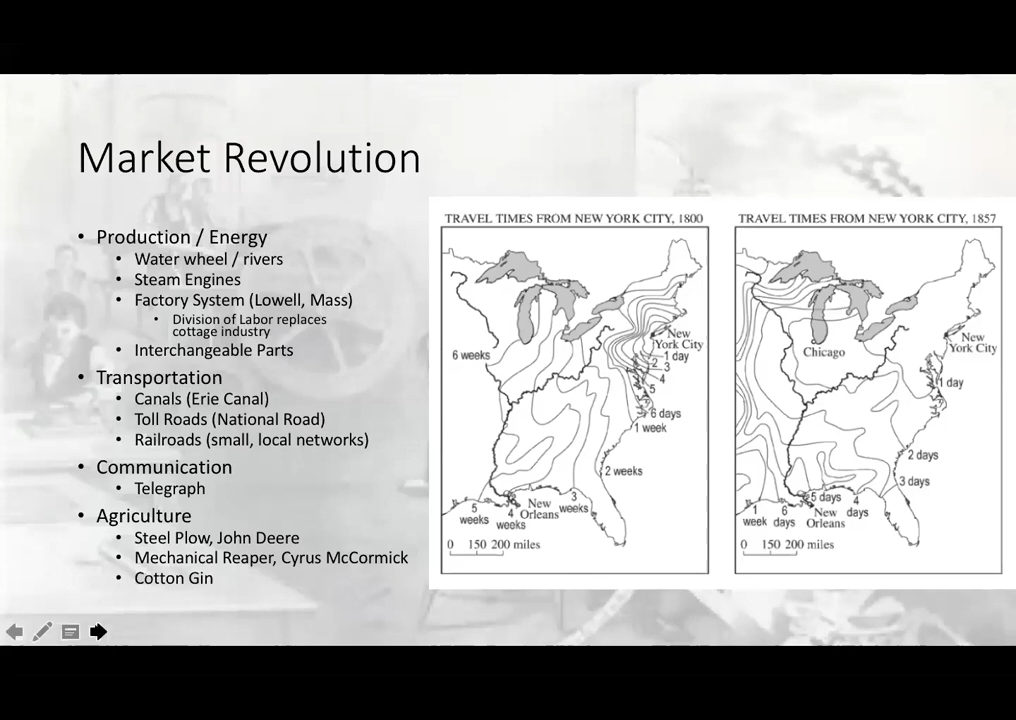 Market Revolution
• Production / Energy
• Water wheel / rivers
• Steam Engines
• Factory System (Lowell, Mass)
• Division of Labor replaces
cottage industry
• Interchangeable Parts
• Transportation
• Canals (Erie Canal)
• Toll Roads (National Road)
• Railroads (small, local networks)
• Communication
• Telegraph
• Agriculture
• Steel Plow, John Deere
• Mechanical Reaper, Cyrus McCormick
• Cotton Gin
TRAVEL TIMES FROM NEW YORK CITY, 1800
New
York City
1 day
2
3
4
5
6 days
1 week
2 weeks
3
weeks
New
Orleans
4
weeks
5
weeks
6 weeks
0 150 200 miles
TRAVEL TIMES FROM NEW YORK CITY, 1857
New
York City
Chicago
1 day
2 days
3 days
4
days
5 days
New
Orleans
6
days
1
week
0 150 200 miles